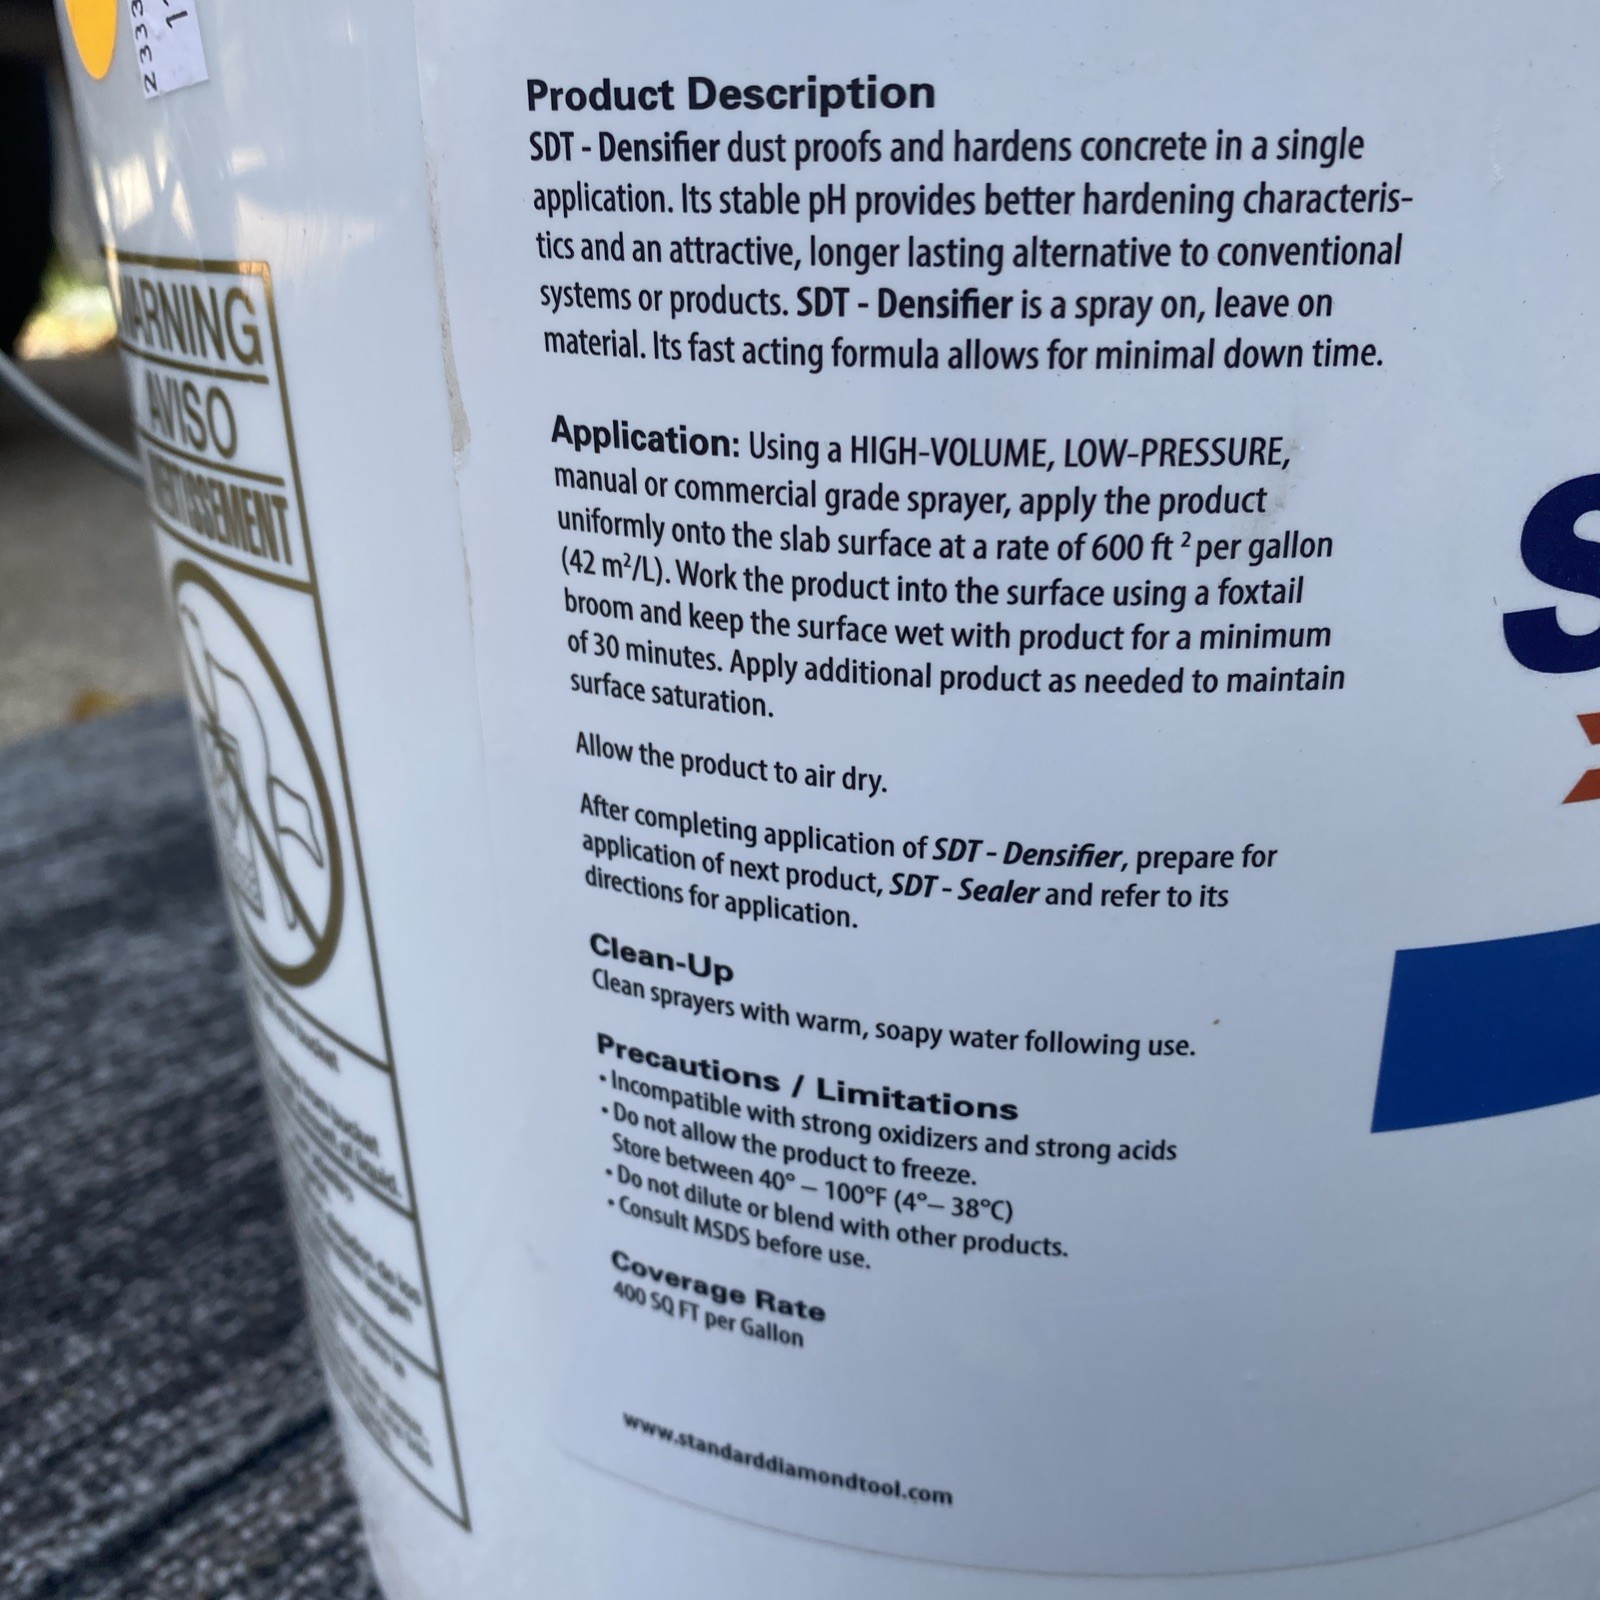 2333
Product Description
SDT - Densifier dust proofs and hardens concrete in a single
application. Its stable pH provides better hardening characteris-
tics and an attractive, longer lasting alternative to conventional
systems or products. SDT - Densifier is a spray on, leave on
material. Its fast acting formula allows for minimal down time.
Application: Using a HIGH-VOLUME, LOW-PRESSURE,
manual or commercial grade sprayer, apply the product
uniformly onto the slab surface at a rate of 600 ft ² per gallon
(42 m²/L). Work the product into the surface using a foxtail
broom and keep the surface wet with product for a minimum
of 30 minutes. Apply additional product as needed to maintain
surface saturation.
Allow the product to air dry.
After completing application of SDT - Densifier, prepare for
application of next product, SDT - Sealer and refer to its
directions for application.
Clean-Up
Clean sprayers with warm, soapy water following use.
Precautions / Limitations
• Incompatible with strong oxidizers and strong acids
• Do not allow the product to freeze.
Store between 40° – 100°F (4°– 38°C)
• Do not dilute or blend with other products.
• Consult MSDS before use.
Coverage Rate
400 SQ FT per Gallon
www.standarddiamondtool.com
ARNING
AVISO
ERTISSEMENT
bucket
bucket
of liquid.
S